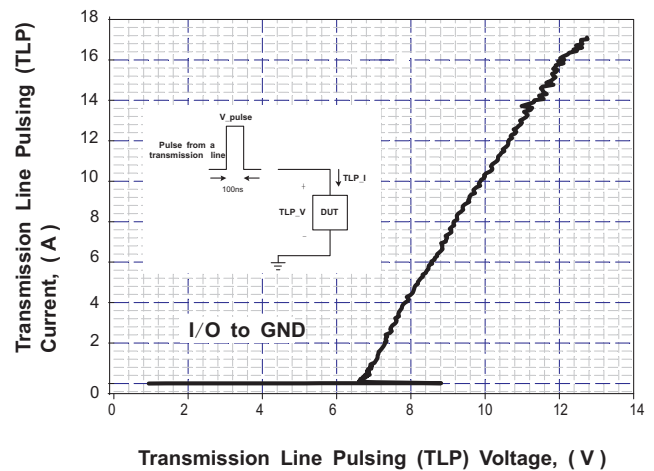 Transmission Line Pulsing (TLP)
Current, ( A )
18
16
14
12
10
8
6
4
2
0
V_pulse
Pulse from a
transmission line
100ns
TLP_I
+
TLP_V
DUT
−
I/O to GND
0 2 4 6 8 10 12 14
Transmission Line Pulsing (TLP) Voltage, ( V )